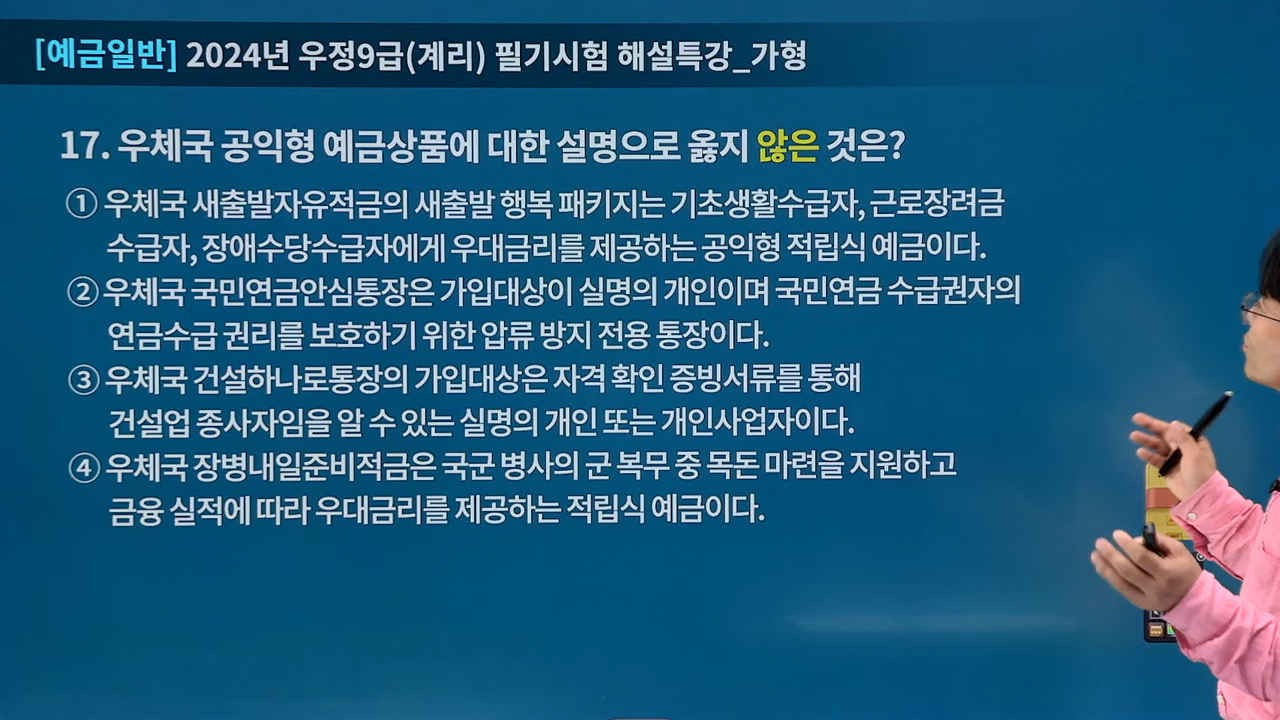 [예금일반] 2024년 우정9급(계리) 필기시험 해설특강_가형
17. 우체국 공익형 예금상품에 대한 설명으로 옳지 않은 것은?
① 우체국 새출발자유적금의 새출발 행복 패키지는 기초생활수급자, 근로장려금
수급자, 장애수당수급자에게 우대금리를 제공하는 공익형 적립식 예금이다.
② 우체국 국민연금안심통장은 가입대상이 실명의 개인이며 국민연금 수급권자의
연금수급 권리를 보호하기 위한 압류 방지 전용 통장이다.
③ 우체국 건설하나로통장의 가입대상은 자격 확인 증빙서류를 통해
건설업 종사자임을 알 수 있는 실명의 개인 또는 개인사업자이다.
④ 우체국 장병내일준비적금은 국군 병사의 군 복무 중 목돈 마련을 지원하고
금융 실적에 따라 우대금리를 제공하는 적립식 예금이다.